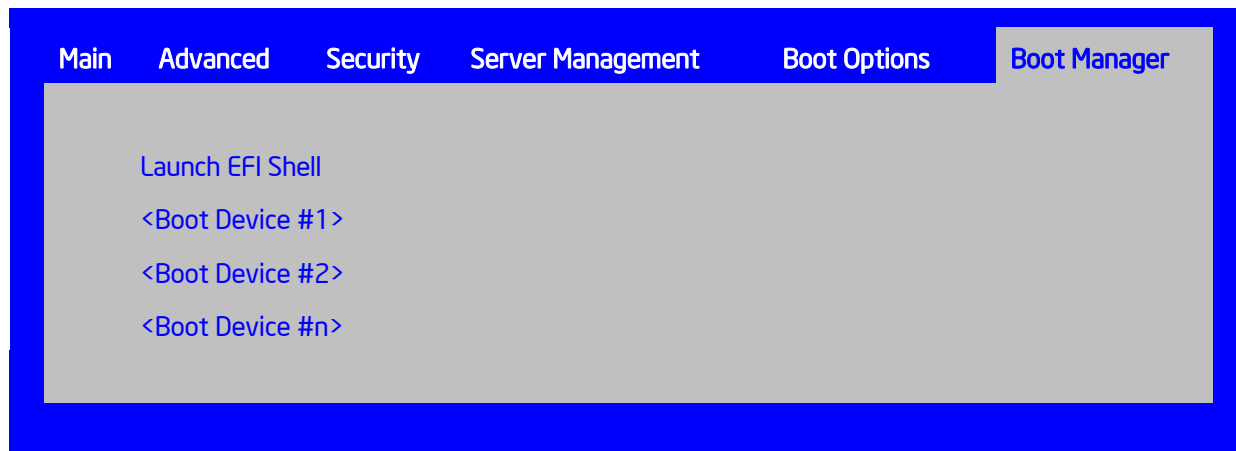 Main Advanced Security Server Management Boot Options Boot Manager
Launch EFI Shell
<Boot Device #1>
<Boot Device #2>
<Boot Device #n>